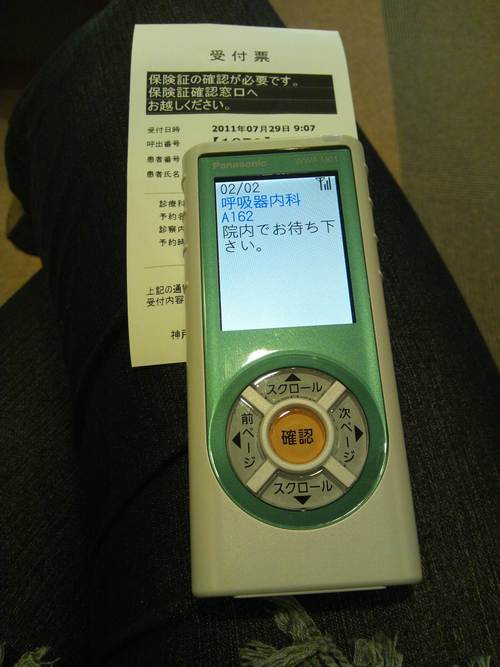 受付票
保険証の確認が必要です。
保険証確認窓口へ
お越しください。
受付日時 2011年07月29日 9:07
呼出番号
患者番号
患者氏名
診療科
予約名
診察内
予約時
上記の通
受付内容
神戸
Panasonic
02/02
呼吸器内科
A162
院内でお待ち下
さい。
スクロール
前ページ
確認
次ページ
スクロール